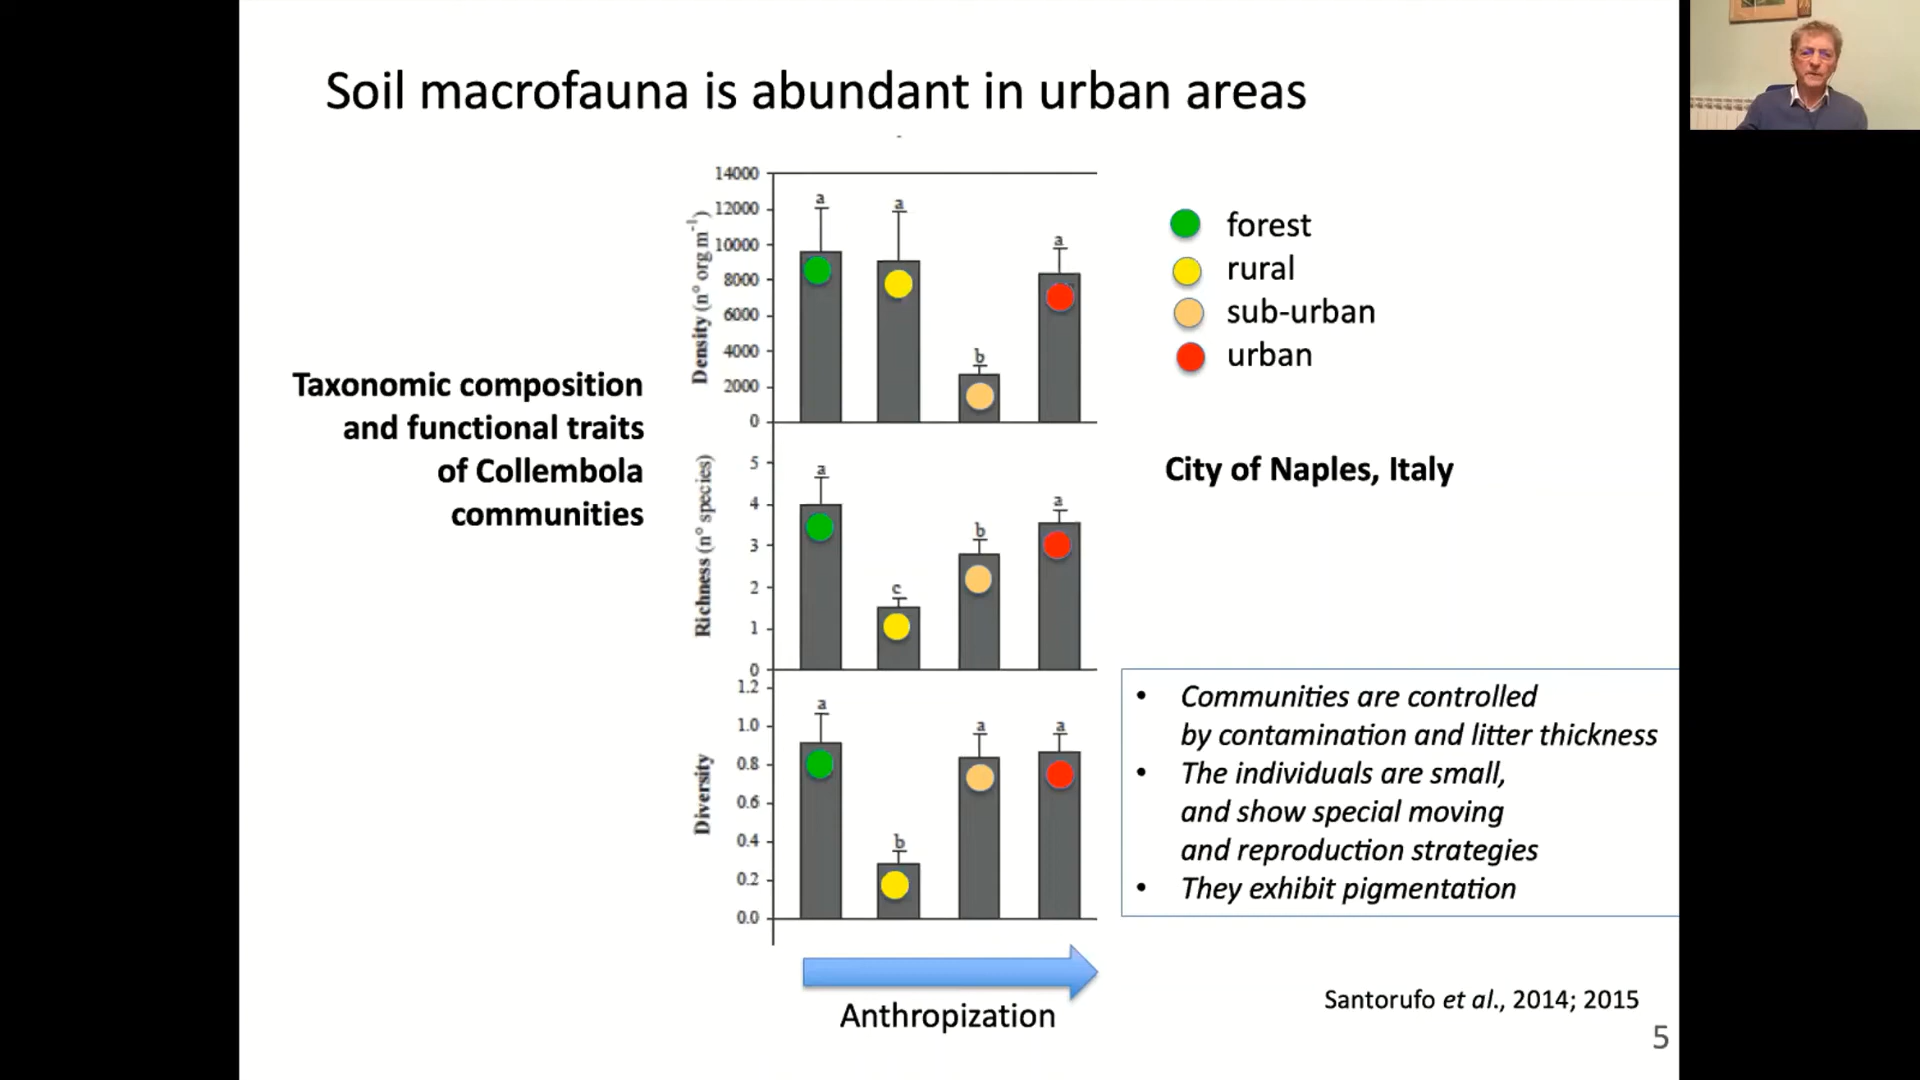 Soil macrofauna is abundant in urban areas
Taxonomic composition
and functional traits
of Collembola
communities
Density (n° org m⁻¹)
14000
12000
10000
8000
6000
4000
2000
0
a
a
b
a
Richness (n° species)
5
4
3
2
1
0
a
c
b
a
Diversity
1.2
1.0
0.8
0.6
0.4
0.2
0.0
a
b
a
a
Anthropization
forest
rural
sub-urban
urban
City of Naples, Italy
• Communities are controlled
by contamination and litter thickness
• The individuals are small,
and show special moving
and reproduction strategies
• They exhibit pigmentation
Santorufo et al., 2014; 2015
5